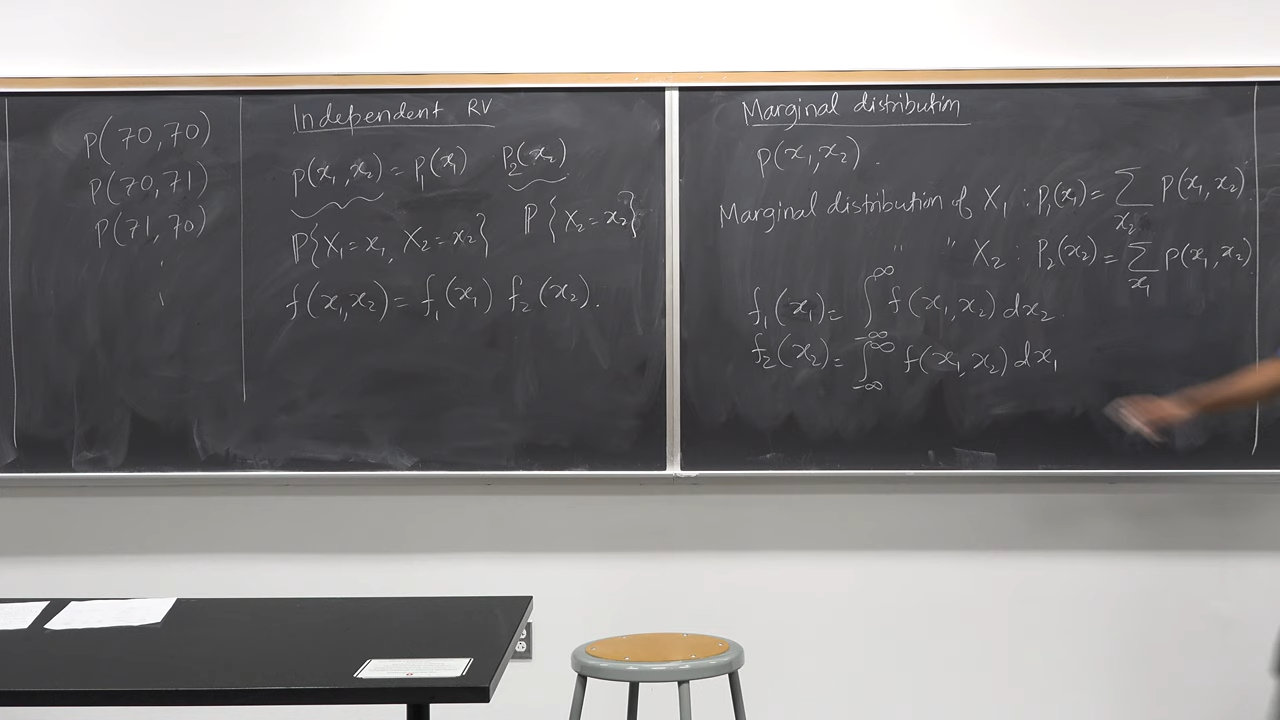 P(70,70)
P(70,71)
P(71,70)
Independent RV
p(x₁,x₂) = p₁(x₁) P₂(x₂)
ℙ{X₁=x₁, X₂=x₂} ℙ{X₂=x₂}
f(x₁,x₂) = f₁(x₁) f₂(x₂).
Marginal distribution
p(x₁,x₂).
Marginal distribution of X₁ : P₁(x₁) = ∑_{x₂} P(x₁,x₂).
" " X₂ : P₂(x₂) = ∑_{x₁} P(x₁,x₂)
f₁(x₁) = ∫_{-∞}^{∞} f(x₁,x₂) dx₂.
f₂(x₂) = ∫_{-∞}^{∞} f(x₁,x₂) dx₁